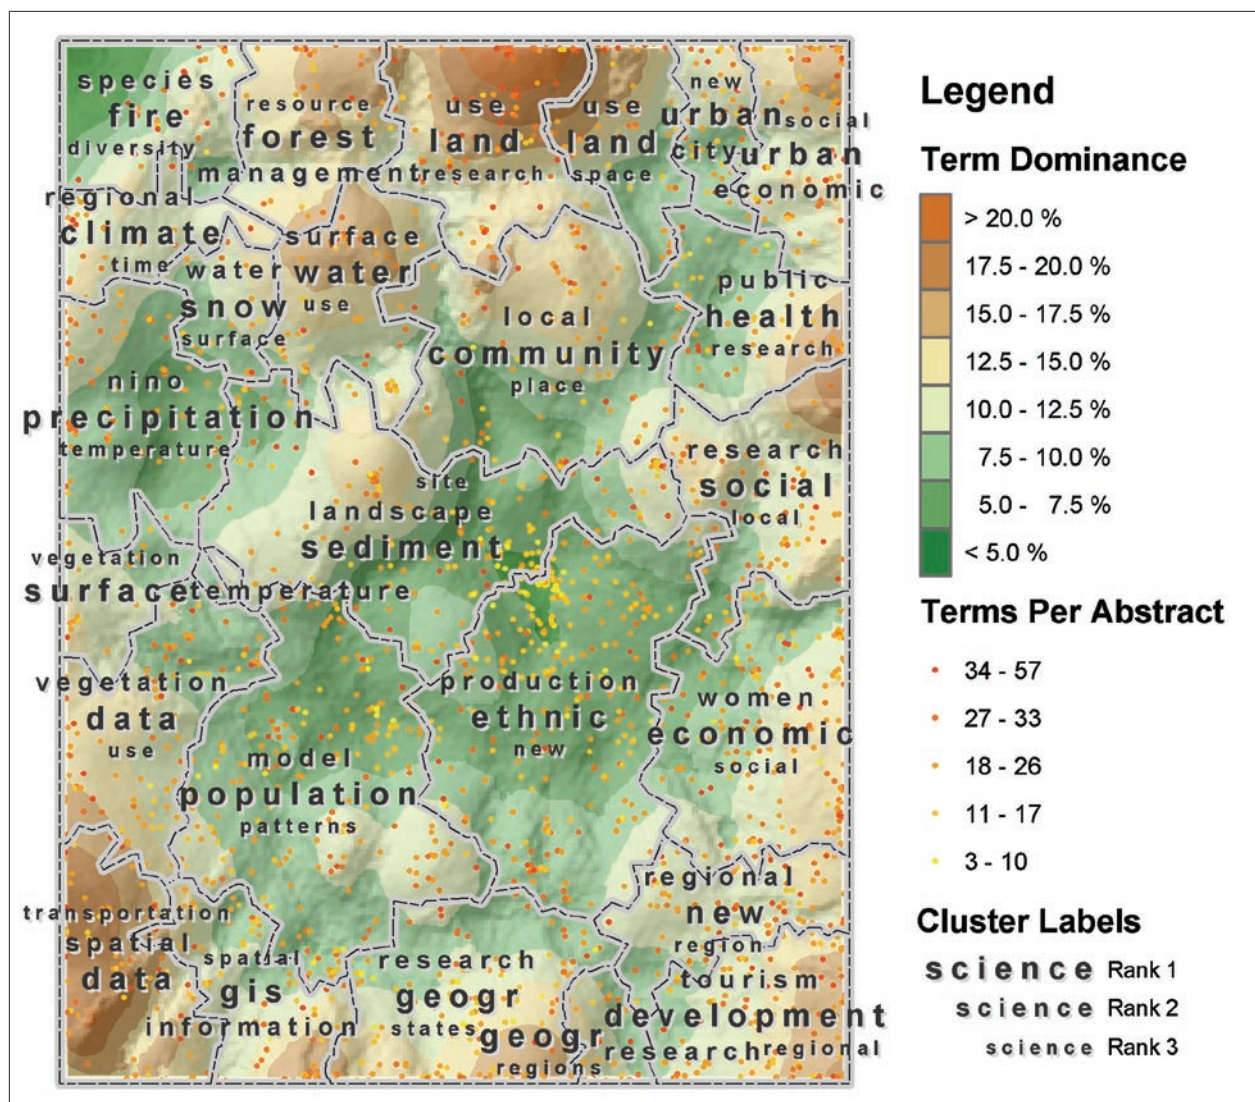 species
fire
diversity
resource
forest
management
use
land
research
use
land
space
new
urban
city
social
urban
economic
regional
climate
time
surface
water
use
water
snow
surface
local
community
place
public
health
research
nino
precipitation
temperature
research
social
local
site
landscape
sediment
vegetation
surface
temperature
vegetation
data
use
production
ethnic
new
women
economic
social
model
population
patterns
regional
new
region
transportation
spatial
data
spatial
gis
information
research
geogr
states
geogr
regions
tourism
development
research
regional
Legend
Term Dominance
> 20.0 %
17.5 - 20.0 %
15.0 - 17.5 %
12.5 - 15.0 %
10.0 - 12.5 %
7.5 - 10.0 %
5.0 - 7.5 %
< 5.0 %
Terms Per Abstract
34 - 57
27 - 33
18 - 26
11 - 17
3 - 10
Cluster Labels
science Rank 1
science Rank 2
science Rank 3